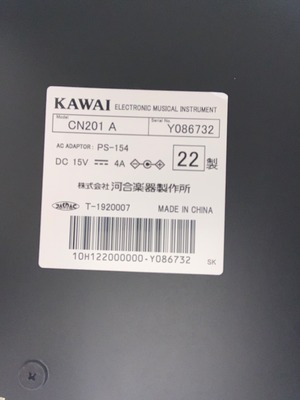 KAWAI ELECTRONIC MUSICAL INSTRUMENT
Model CN201 A Serial No. Y086732
AC ADAPTOR: PS-154
DC 15V 4A 22 製
株式会社 河合楽器製作所
T-1920007 MADE IN CHINA
10H122000000-Y086732
SK